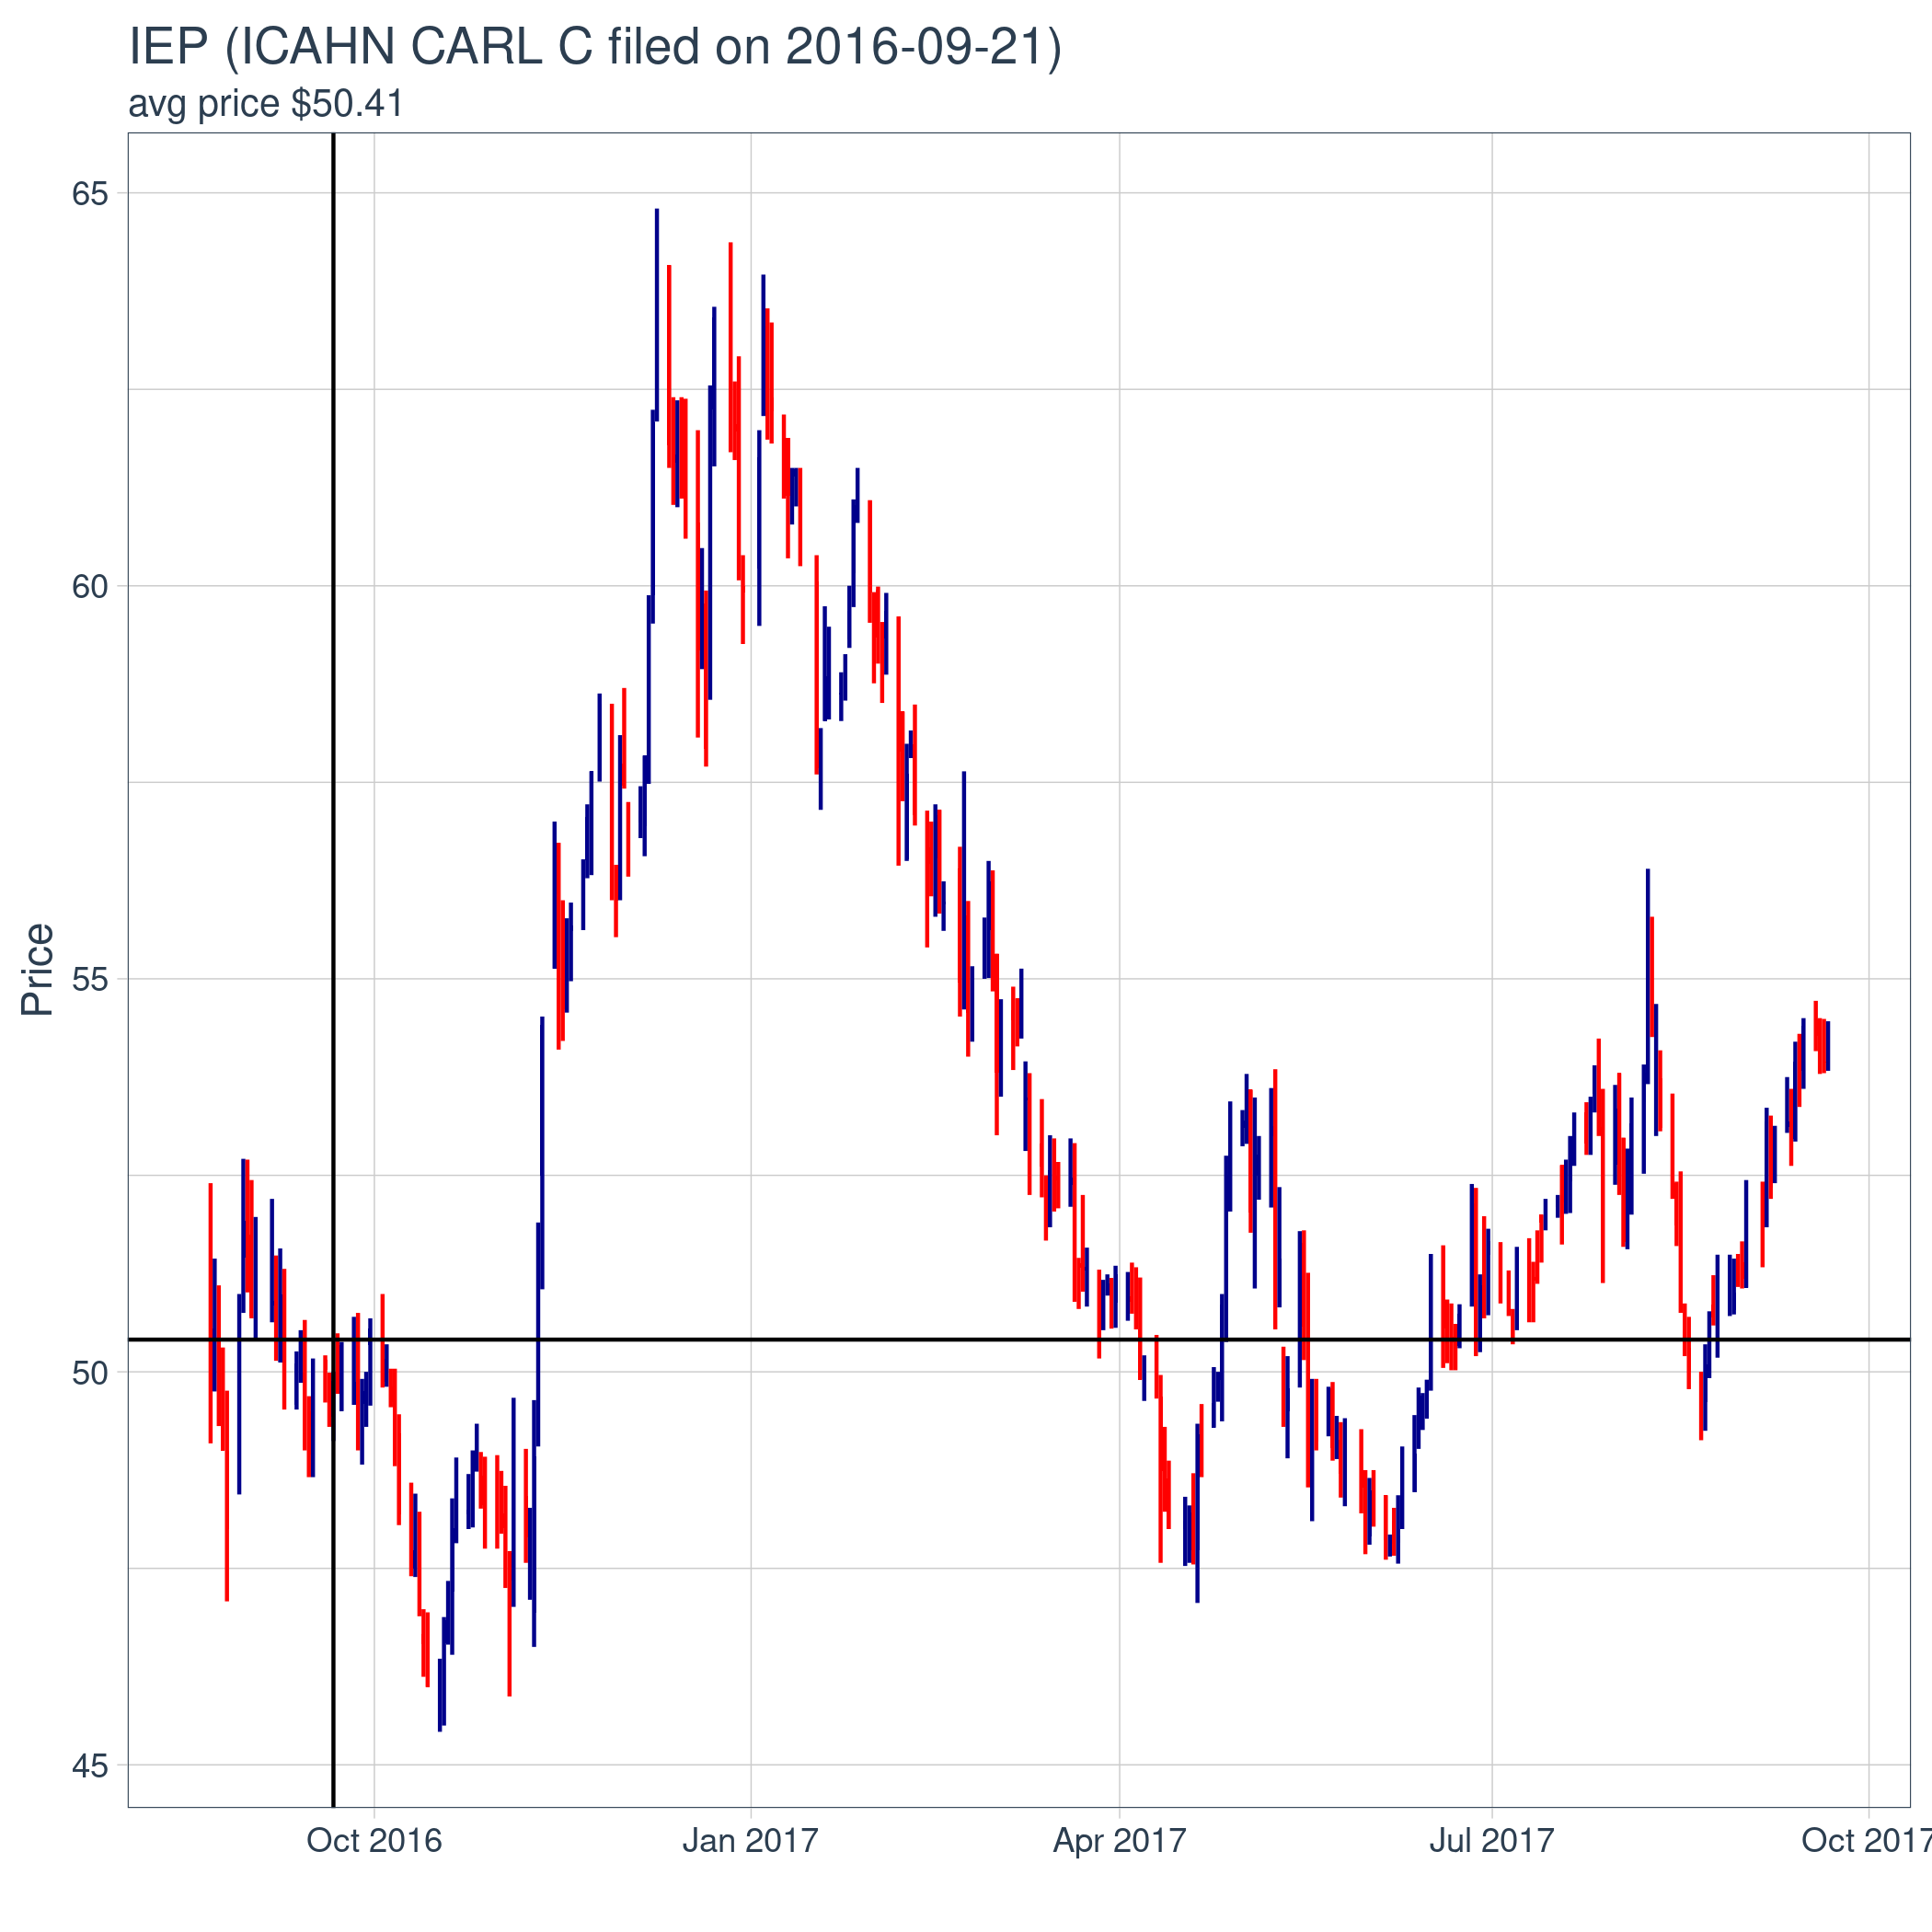 IEP (ICAHN CARL C filed on 2016-09-21)
avg price $50.41
65
60
55
50
45
Price
Oct 2016
Jan 2017
Apr 2017
Jul 2017
Oct 2017